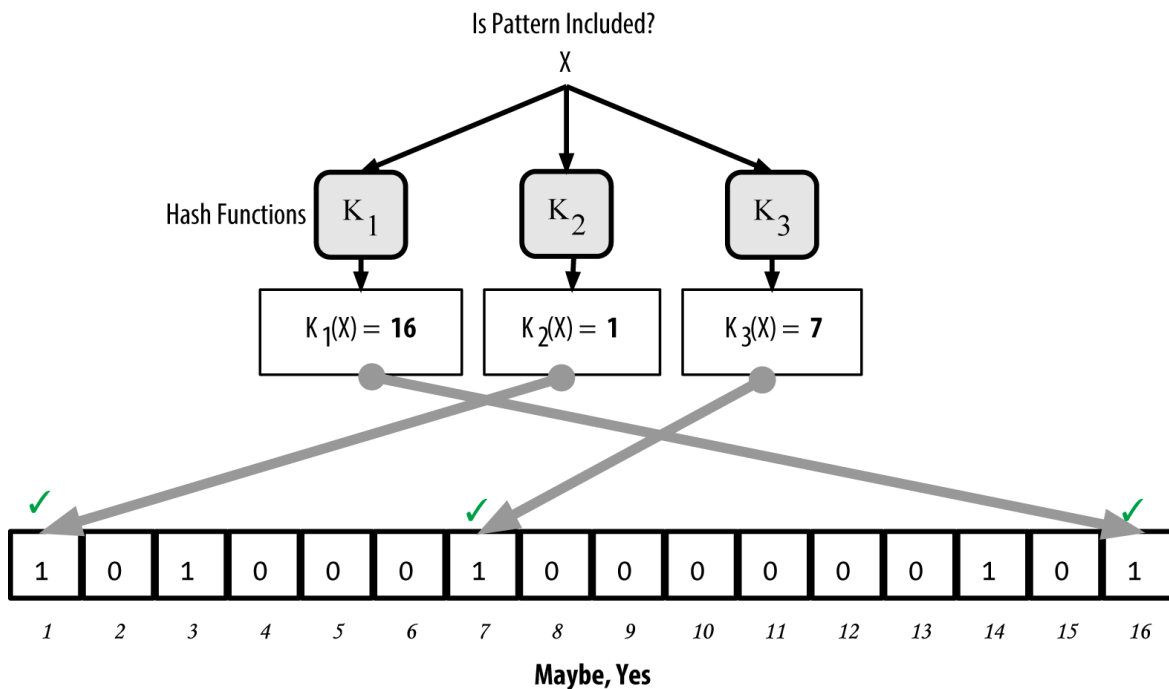 Is Pattern Included?
X
Hash Functions K1 K2 K3
K1(X) = 16 K2(X) = 1 K3(X) = 7
✓ ✓ ✓
1 0 1 0 0 0 1 0 0 0 0 0 0 1 0 1
1 2 3 4 5 6 7 8 9 10 11 12 13 14 15 16
Maybe, Yes